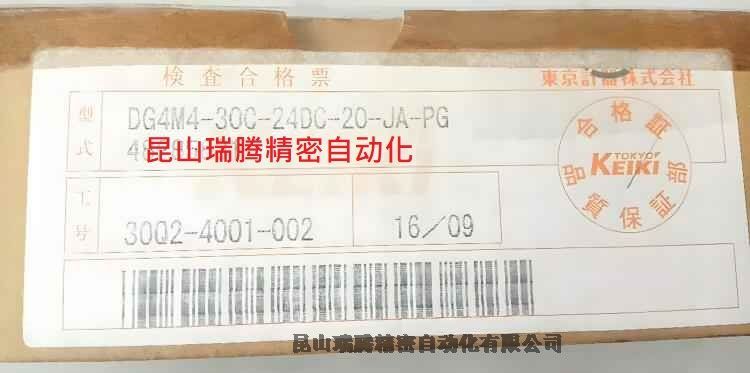 検査合格票
東京計器株式会社
型式
DG4M4-30C-24DC-20-JA-PG
昆山瑞腾精密自动化
合格証
TOKYO
KEIKI
品質保証部
工号
30Q2-4001-002
16/09
昆山瑞腾精密自动化有限公司